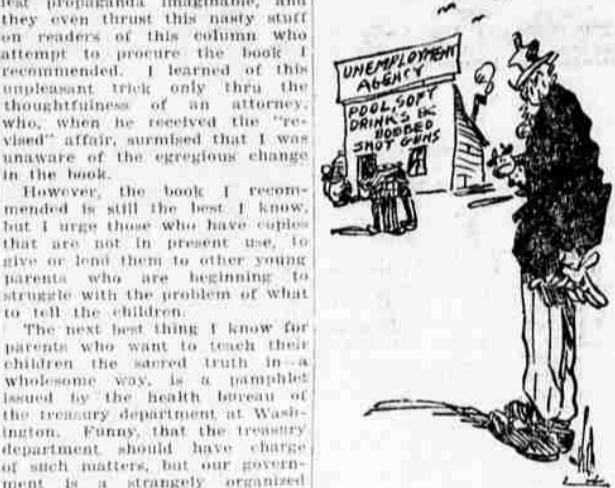 lest propaganda imaginable, and
they even thrust this nasty stuff
on readers of this column who
attempt to procure the book I
recommended. I learned of this
unpleasant trick only thru the
thoughtfulness of an attorney,
who, when he received the "re-
vised" affair, surmised that I was
unaware of the egregious change
in the book.
However, the book I recom-
mended is still the best I know,
but I urge those who have copies
that are not in present use, to
give or lend them to other young
parents who are beginning to
struggle with the problem of what
to tell the children.
The next best thing I know for
parents who want to teach their
children the sacred truth in a
wholesome way, is a pamphlet
issued by the health bureau of
the treasury department at Wash-
ington. Funny, that the treasury
department should have charge
of such matters, but our govern-
ment is a strangely organized
UNEMPLOYMENT
AGENCY
POOL, SOFT
DRINKS &
BOBBED
SHOT GUNS